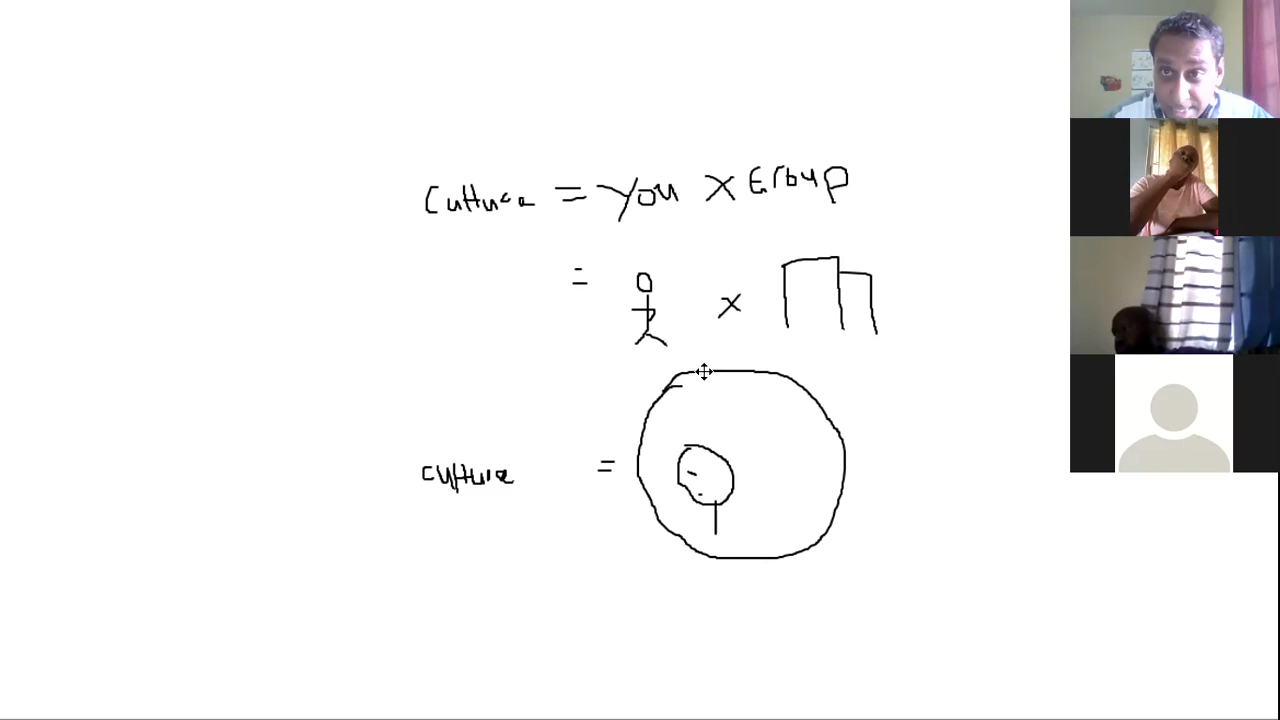 Culture = You X Group
= X
Culture =